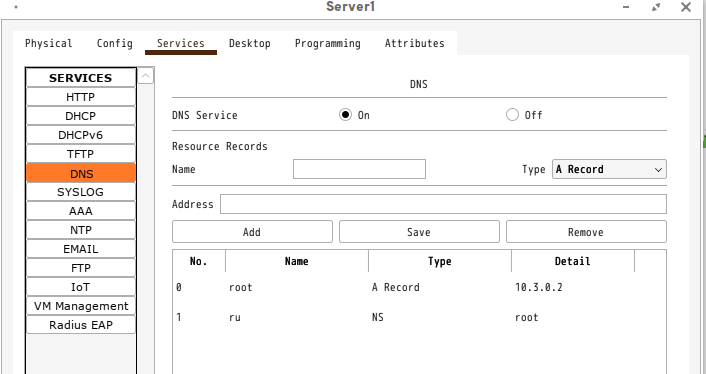 Server1
Physical Config Services Desktop Programming Attributes
SERVICES
HTTP
DHCP
DHCPv6
TFTP
DNS
SYSLOG
AAA
NTP
EMAIL
FTP
IoT
VM Management
Radius EAP
DNS
DNS Service On Off
Resource Records
Name Type A Record
Address
Add Save Remove
No. Name Type Detail
0 root A Record 10.3.0.2
1 ru NS root